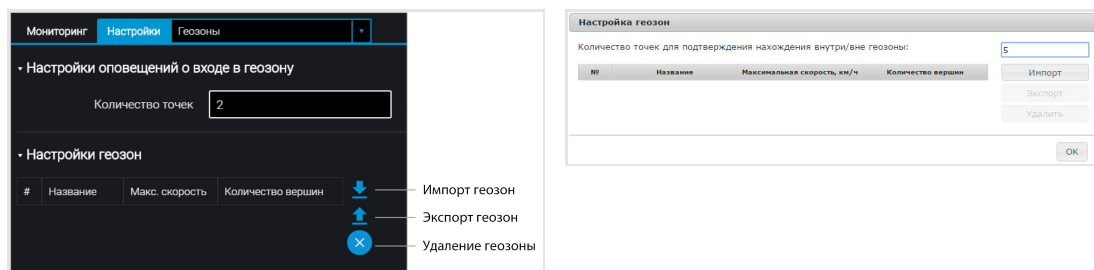 Мониторинг Настройки Геозоны
Настройки оповещений о входе в геозону
Количество точек 2
Настройки геозон
# Название Макс. скорость Количество вершин
Импорт геозон
Экспорт геозон
Удаление геозоны
Настройка геозон
Количество точек для подтверждения нахождения внутри/вне геозоны: 5
№ Название Максимальная скорость, км/ч Количество вершин
Импорт
Экспорт
Удалить
OK